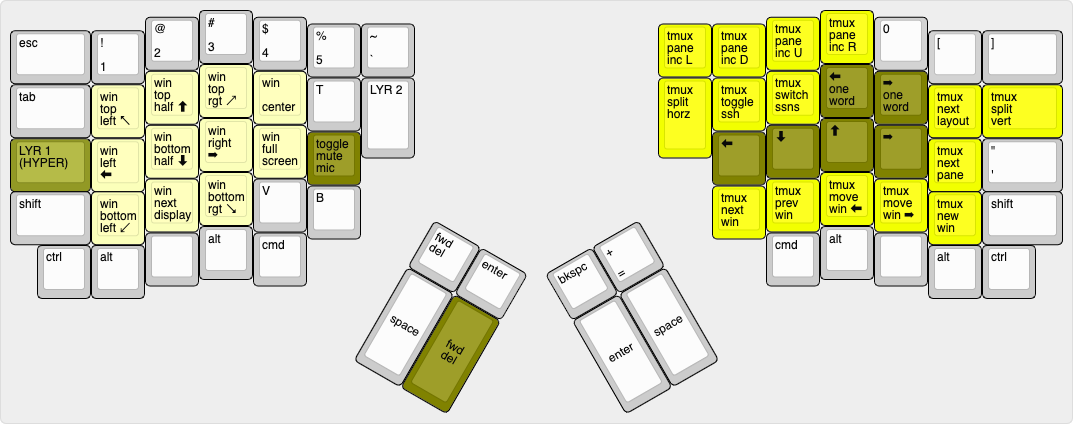 esc
!
1
@
2
#
3
$
4
%
5
~
`
tab
win
top
left ↖
win
top
half ⬆
win
top
rgt ↗
win
center
T
LYR 2
LYR 1
(HYPER)
win
left
⬅
win
bottom
half ⬇
win
right
➡
win
full
screen
toggle
mute
mic
shift
win
bottom
left ↙
win
next
display
win
bottom
rgt ↘
V
B
ctrl
alt
alt
cmd
fwd
del
enter
space
fwd
del
tmux
pane
inc L
tmux
pane
inc D
tmux
pane
inc U
tmux
pane
inc R
0
[
]
tmux
split
horz
tmux
toggle
ssh
tmux
switch
ssns
⬅
one
word
➡
one
word
tmux
next
layout
tmux
split
vert
⬅
⬇
⬆
➡
tmux
next
pane
"
'
tmux
next
win
tmux
prev
win
tmux
move
win ⬅
tmux
move
win ➡
tmux
new
win
shift
cmd
alt
alt
ctrl
bkspc
+
=
enter
space